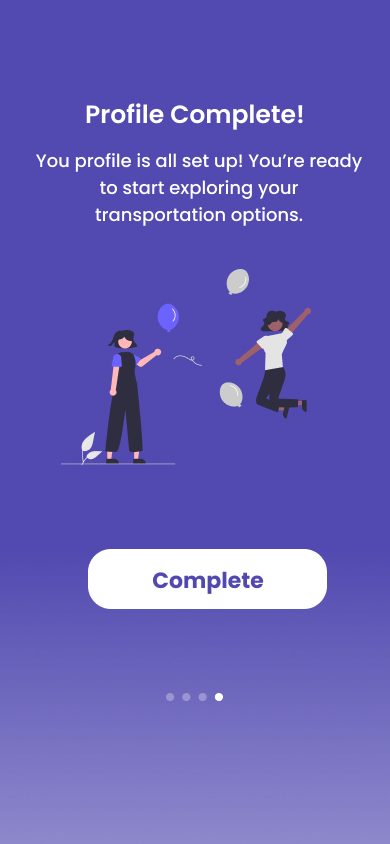 Profile Complete!
You profile is all set up! You’re ready
to start exploring your
transportation options.
Complete